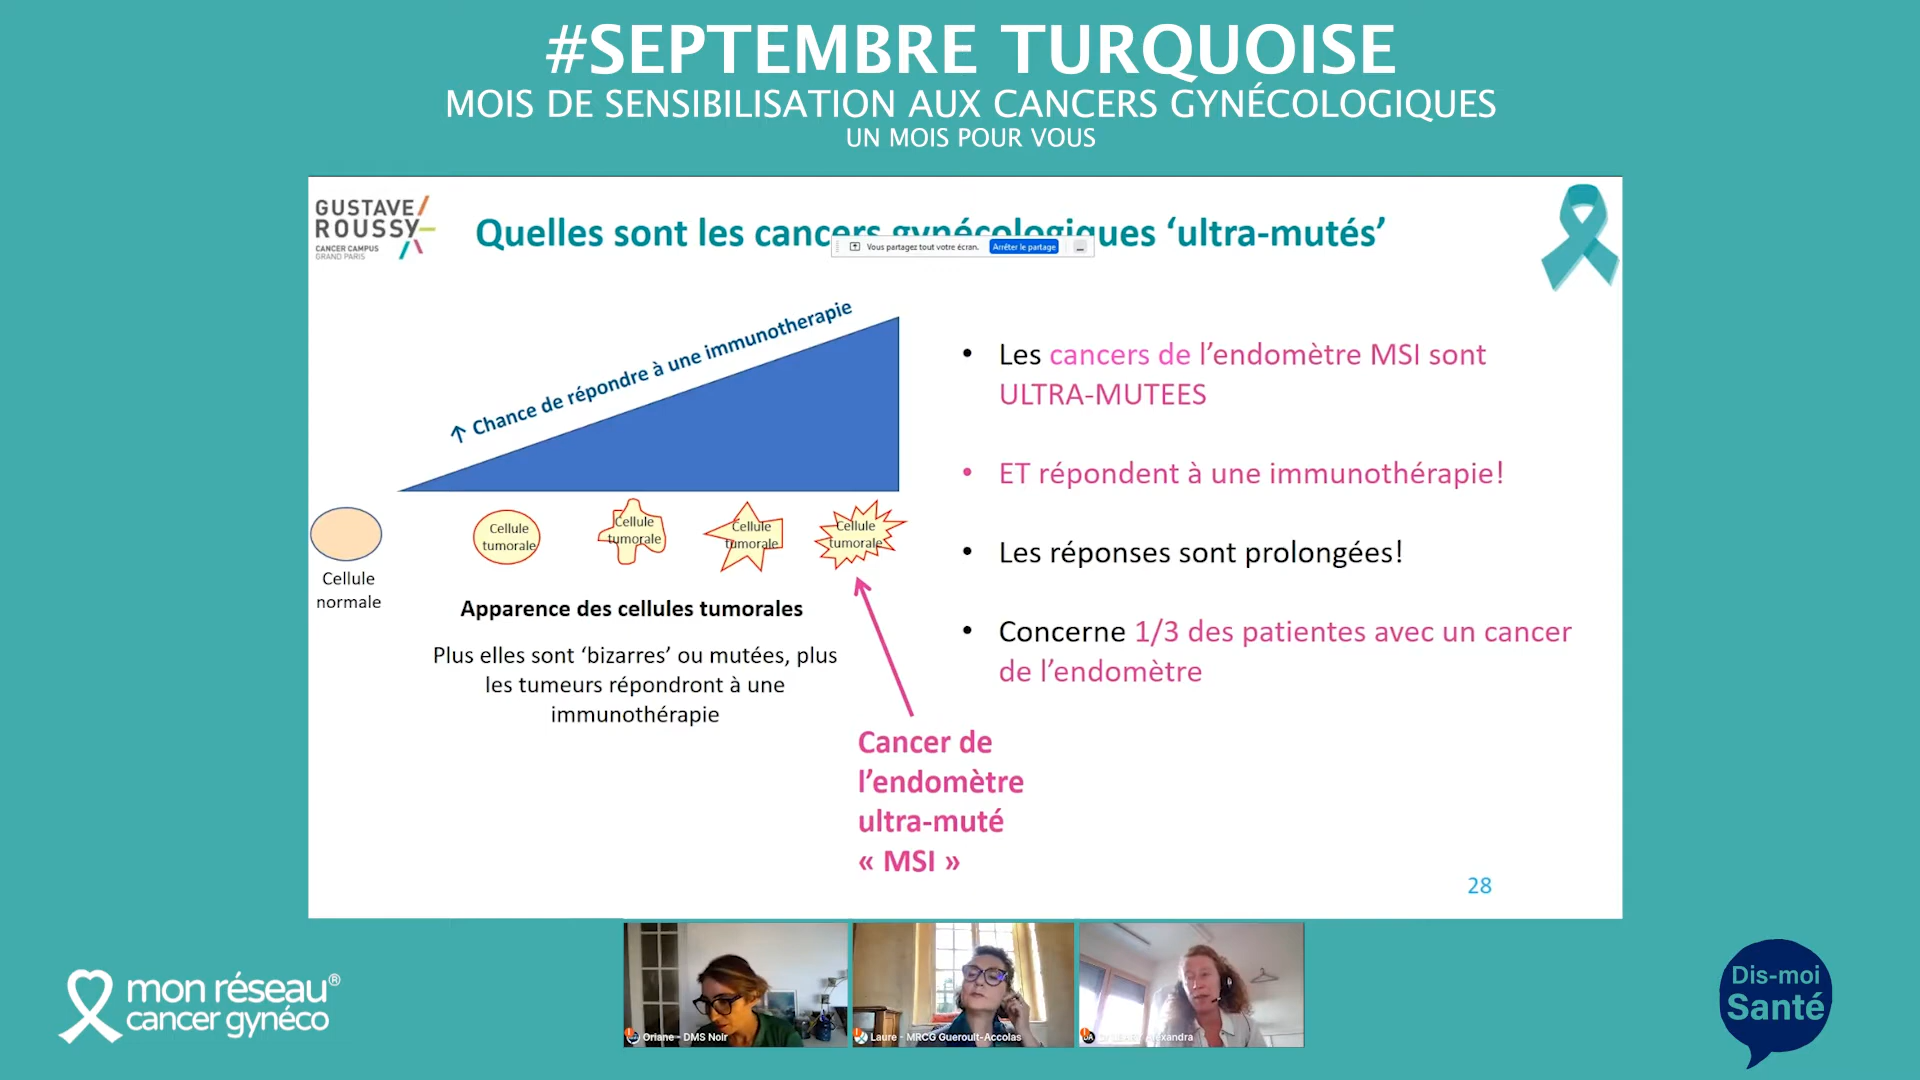 #SEPTEMBRE TURQUOISE
MOIS DE SENSIBILISATION AUX CANCERS GYNÉCOLOGIQUES
UN MOIS POUR VOUS
GUSTAVE/
ROUSSY
CANCER CAMPUS
GRAND PARIS
Quelles sont les cancers gynécologiques ‘ultra-mutés’
Vous partagez tout votre écran.
Arrêter le partage
↑ Chance de répondre à une immunotherapie
Cellule
normale
Cellule
tumorale
Cellule
tumorale
Cellule
tumorale
Cellule
tumorale
Apparence des cellules tumorales
Plus elles sont ‘bizarres’ ou mutées, plus
les tumeurs répondront à une
immunothérapie
Cancer de
l’endomètre
ultra-muté
« MSI »
• Les cancers de l’endomètre MSI sont
ULTRA-MUTEES
• ET répondent à une immunothérapie!
• Les réponses sont prolongées!
• Concerne 1/3 des patientes avec un cancer
de l’endomètre
28
mon réseau®
cancer gynéco
Oriane - DMS Noir
Laure - MRCG Gueroult-Accolas
Dis-moi
Santé